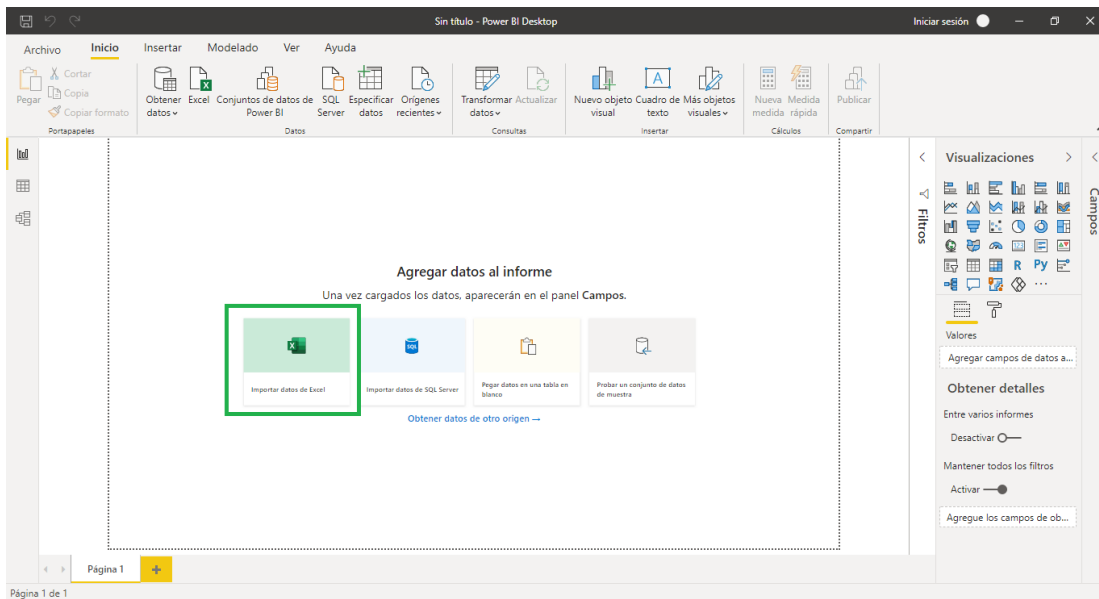 Sin título - Power BI Desktop
Iniciar sesión
Archivo Inicio Insertar Modelado Ver Ayuda
Pegar
Cortar
Copia
Copiar formato
Portapapeles
Obtener datos
Excel
Conjuntos de datos de Power BI
SQL Server
Especificar datos
Orígenes recientes
Datos
Transformar datos
Actualizar
Consultas
Nuevo objeto visual
Cuadro de texto
Más objetos visuales
Insertar
Nueva medida
Medida rápida
Cálculos
Publicar
Compartir
Agregar datos al informe
Una vez cargados los datos, aparecerán en el panel Campos.
Importar datos de Excel
SQL
Importar datos de SQL Server
Pegar datos en una tabla en
blanco
Probar un conjunto de datos
de muestra
Obtener datos de otro origen →
Filtros
Visualizaciones
123
R Py
Valores
Agregar campos de datos a...
Obtener detalles
Entre varios informes
Desactivar
Mantener todos los filtros
Activar
Agregue los campos de ob...
Campos
Página 1
Página 1 de 1